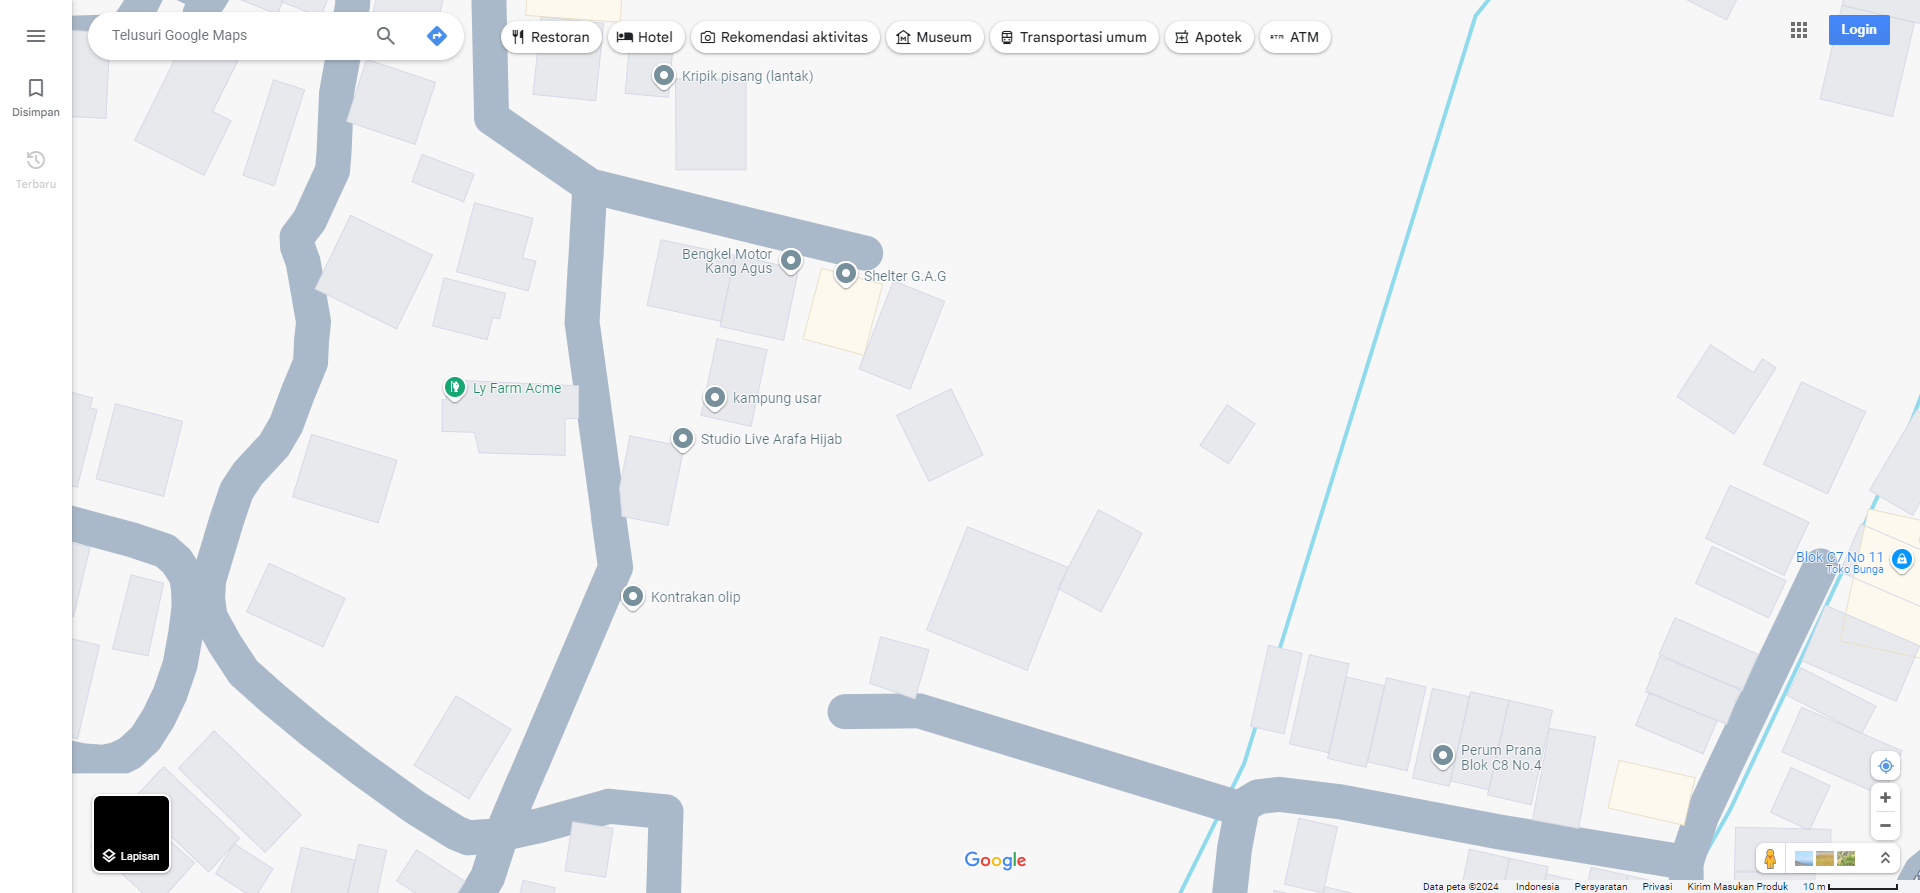 Telusuri Google Maps
Restoran
Hotel
Rekomendasi aktivitas
Museum
Transportasi umum
Apotek
ATM
Login
Disimpan
Terbaru
Kripik pisang (lantak)
Bengkel Motor
Kang Agus
Shelter G.A.G
Ly Farm Acme
kampung usar
Studio Live Arafa Hijab
Blok C7 No 11
Toko Bunga
Kontrakan olip
Perum Prana
Blok C8 No.4
Lapisan
Google
Data peta ©2024
Indonesia
Persyaratan
Privasi
Kirim Masukan Produk
10 m